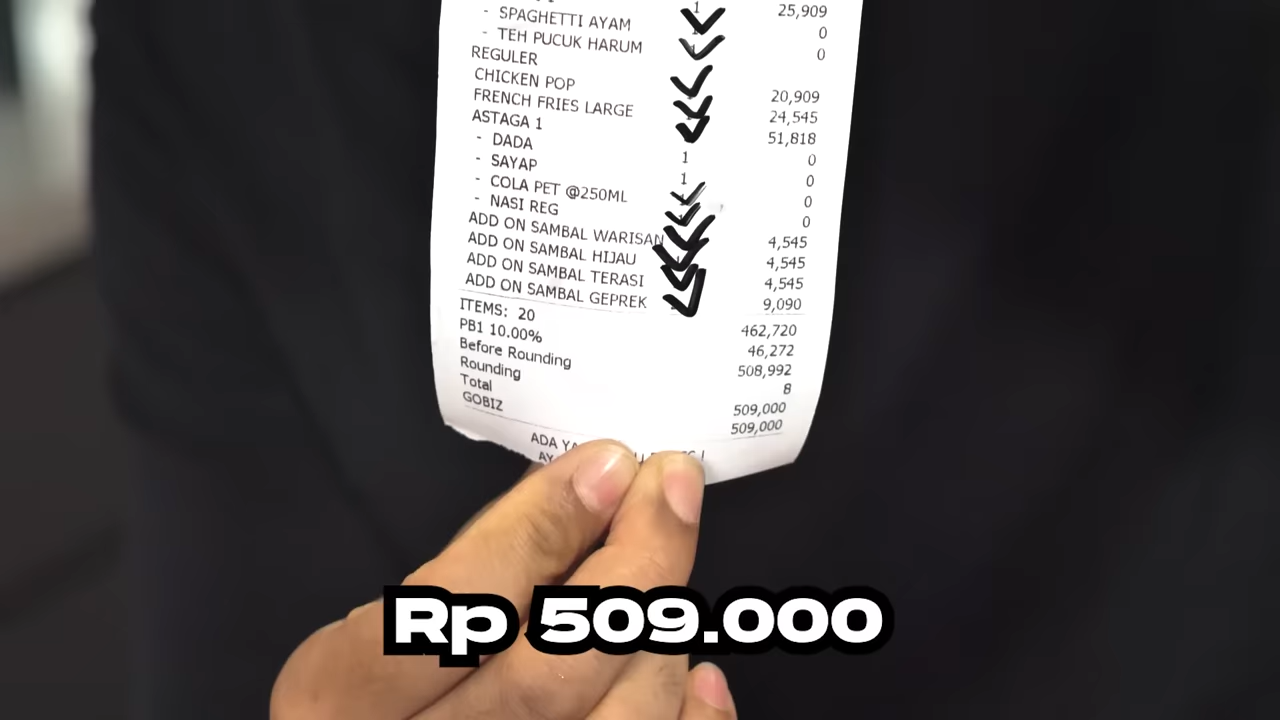 1 25,909
- SPAGHETTI AYAM 0
- TEH PUCUK HARUM 0
REGULER
CHICKEN POP 20,909
FRENCH FRIES LARGE 24,545
ASTAGA 1 51,818
- DADA 1 0
- SAYAP 1 0
- COLA PET @250ML 0
- NASI REG 0
ADD ON SAMBAL WARISAN 4,545
ADD ON SAMBAL HIJAU 4,545
ADD ON SAMBAL TERASI 4,545
ADD ON SAMBAL GEPREK 9,090
ITEMS: 20 462,720
PB1 10.00% 46,272
Before Rounding 508,992
Rounding 8
Total 509,000
GOBIZ 509,000
ADA
Rp 509.000